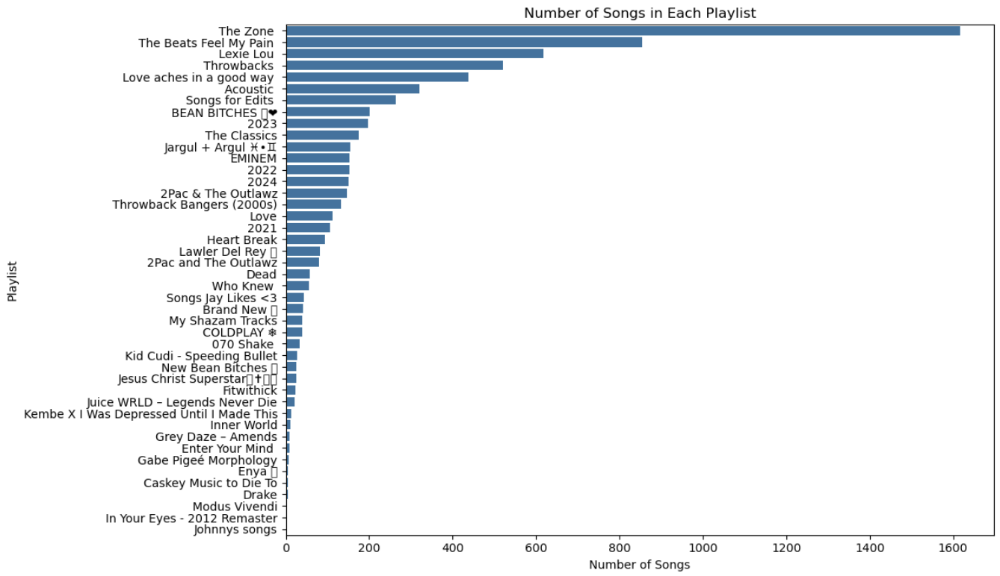 Number of Songs in Each Playlist
The Zone
The Beats Feel My Pain
Lexie Lou
Throwbacks
Love aches in a good way
Acoustic
Songs for Edits
BEAN BITCHES ▯❤
2023
The Classics
Jargul + Argul ♓•♊
EMINEM
2022
2024
2Pac & The Outlawz
Throwback Bangers (2000s)
Love
2021
Heart Break
Lawler Del Rey ▯
2Pac and The Outlawz
Dead
Who Knew
Songs Jay Likes <3
Brand New ▯
My Shazam Tracks
COLDPLAY ❄
070 Shake
Kid Cudi - Speeding Bullet
New Bean Bitches ▯
Jesus Christ Superstar▯✝▯▯
Fitwithick
Juice WRLD – Legends Never Die
Kembe X I Was Depressed Until I Made This
Inner World
Grey Daze – Amends
Enter Your Mind
Gabe Pigeé Morphology
Enya ▯
Caskey Music to Die To
Drake
Modus Vivendi
In Your Eyes - 2012 Remaster
Johnnys songs
Playlist
0 200 400 600 800 1000 1200 1400 1600
Number of Songs